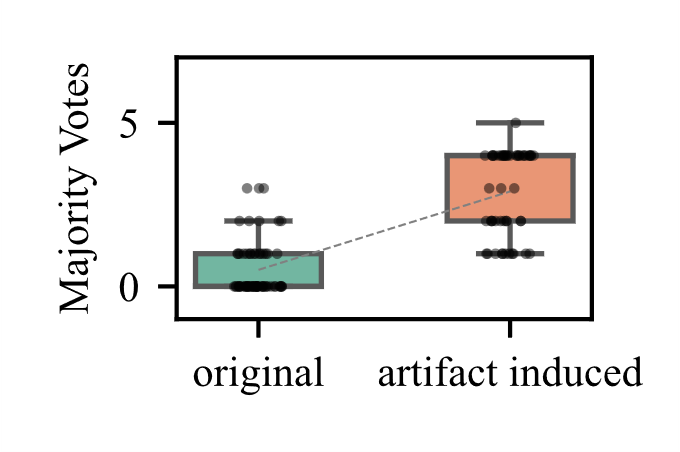 Majority Votes
5
0
original
artifact induced